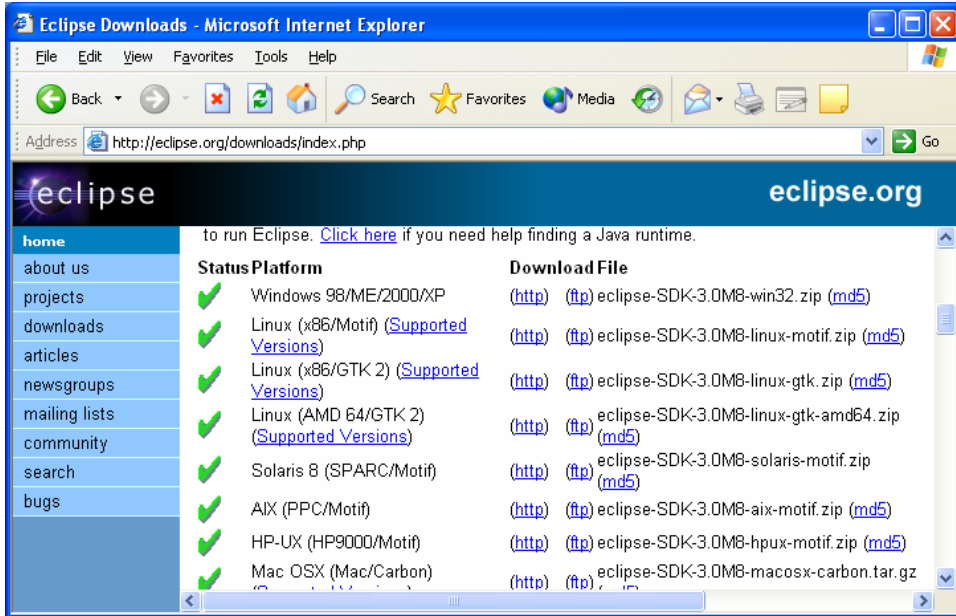 Eclipse Downloads - Microsoft Internet Explorer
File Edit View Favorites Tools Help
Back Search Favorites Media
Address http://eclipse.org/downloads/index.php Go
eclipse eclipse.org
home
about us
projects
downloads
articles
newsgroups
mailing lists
community
search
bugs
to run Eclipse. Click here if you need help finding a Java runtime.
Status Platform Download File
Windows 98/ME/2000/XP (http) (ftp) eclipse-SDK-3.0M8-win32.zip (md5)
Linux (x86/Motif) (Supported
Versions) (http) (ftp) eclipse-SDK-3.0M8-linux-motif.zip (md5)
Linux (x86/GTK 2) (Supported
Versions) (http) (ftp) eclipse-SDK-3.0M8-linux-gtk.zip (md5)
Linux (AMD 64/GTK 2)
(Supported Versions) (http) (ftp) eclipse-SDK-3.0M8-linux-gtk-amd64.zip
(md5)
Solaris 8 (SPARC/Motif) (http) (ftp) eclipse-SDK-3.0M8-solaris-motif.zip
(md5)
AIX (PPC/Motif) (http) (ftp) eclipse-SDK-3.0M8-aix-motif.zip (md5)
HP-UX (HP9000/Motif) (http) (ftp) eclipse-SDK-3.0M8-hpux-motif.zip (md5)
Mac OSX (Mac/Carbon) (http) (ftp) eclipse-SDK-3.0M8-macosx-carbon.tar.gz